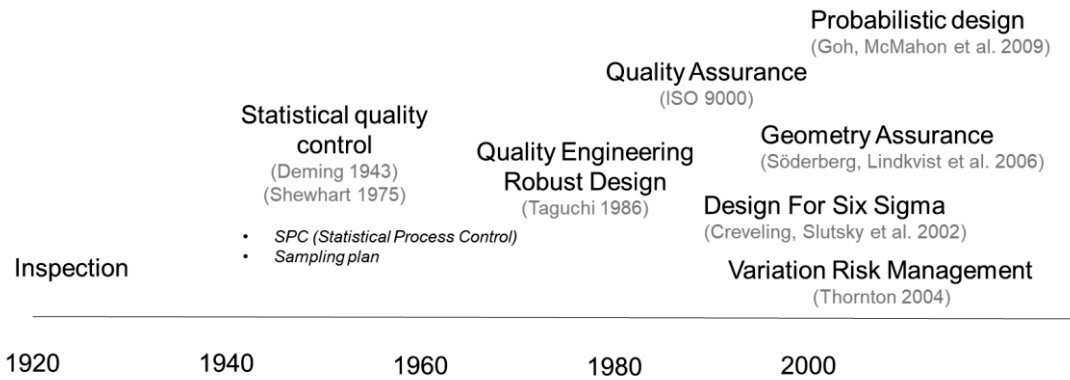 Probabilistic design
(Goh, McMahon et al. 2009)
Quality Assurance
(ISO 9000)
Statistical quality
control
(Deming 1943)
(Shewhart 1975)
• SPC (Statistical Process Control)
• Sampling plan
Quality Engineering
Robust Design
(Taguchi 1986)
Geometry Assurance
(Söderberg, Lindkvist et al. 2006)
Design For Six Sigma
(Creveling, Slutsky et al. 2002)
Inspection
Variation Risk Management
(Thornton 2004)
1920 1940 1960 1980 2000